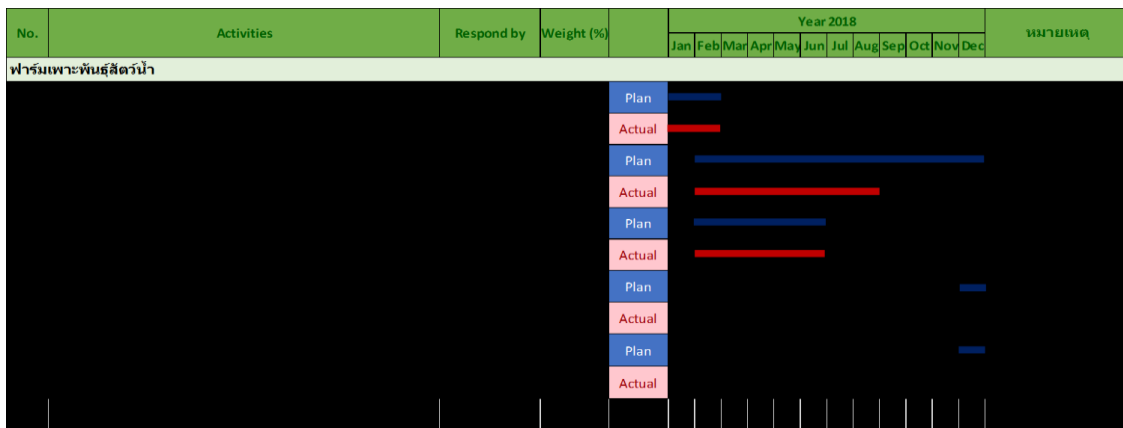 No. Activities Respond by Weight (%) Year 2018 หมายเหตุ
Jan Feb Mar Apr May Jun Jul Aug Sep Oct Nov Dec
ฟาร์มเพาะพันธุ์สัตว์น้ำ
Plan
Actual
Plan
Actual
Plan
Actual
Plan
Actual
Plan
Actual